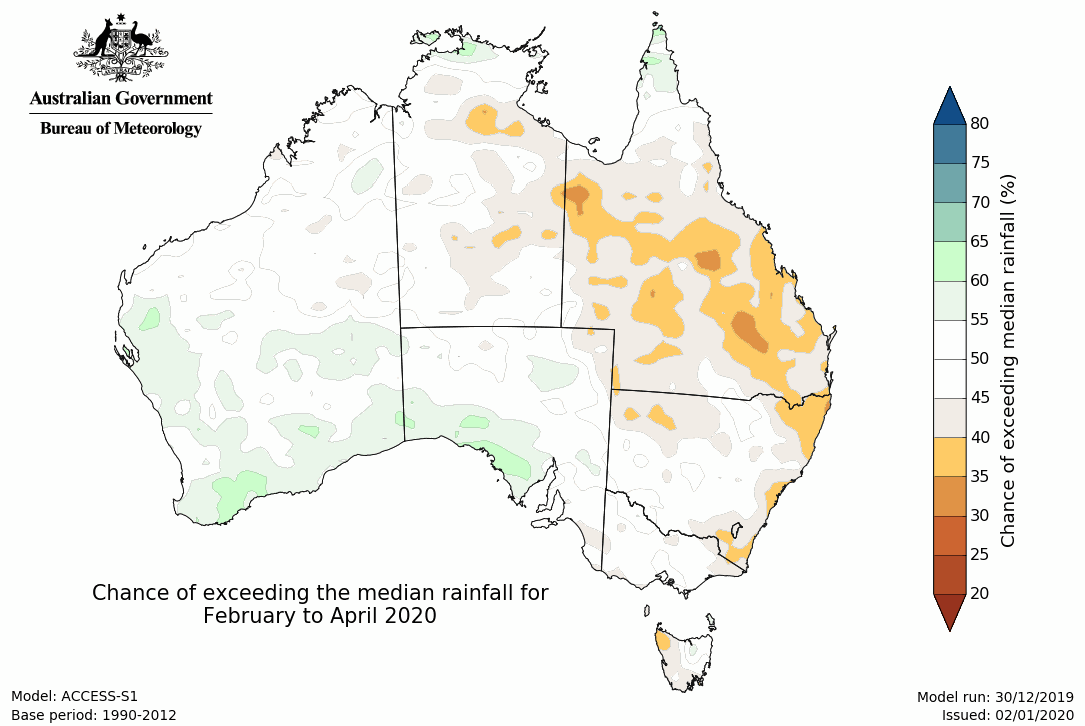 Australian Government
Bureau of Meteorology
80
75
70
65
60
55
50
45
40
35
30
25
20
Chance of exceeding median rainfall (%)
Chance of exceeding the median rainfall for
February to April 2020
Model: ACCESS-S1
Base period: 1990-2012
Model run: 30/12/2019
Issued: 02/01/2020